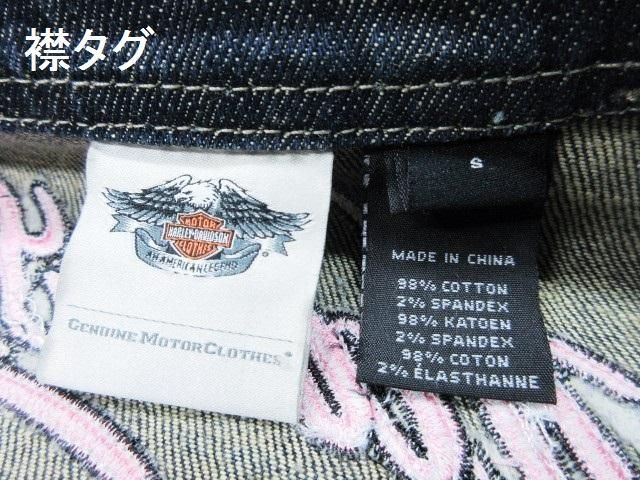 襟タグ
MOTOR
HARLEY-DAVIDSON
CLOTHES
AN AMERICAN LEGEND
GENUINE MOTORCLOTHES
S
MADE IN CHINA
98% COTTON
2% SPANDEX
98% KATOEN
2% SPANDEX
98% COTON
2% ÉLASTHANNE